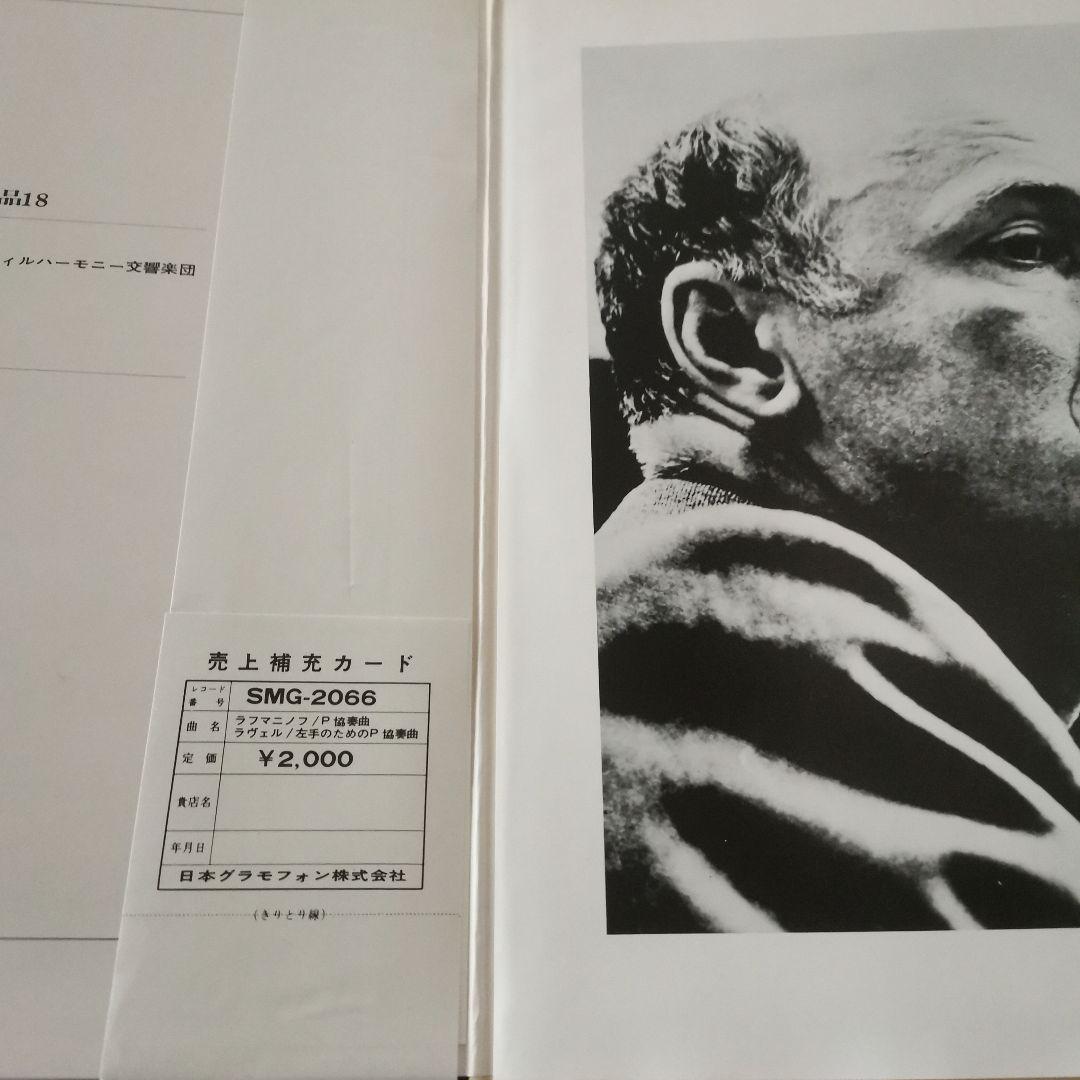 品18
ィルハーモニー交響楽団
売上補充カード
レコード番号 SMG-2066
曲名 ラフマニノフ/P協奏曲
ラヴェル/左手のためのP協奏曲
定価 ¥2,000
貴店名
年月日
日本グラモフォン株式会社
(きりとり線)